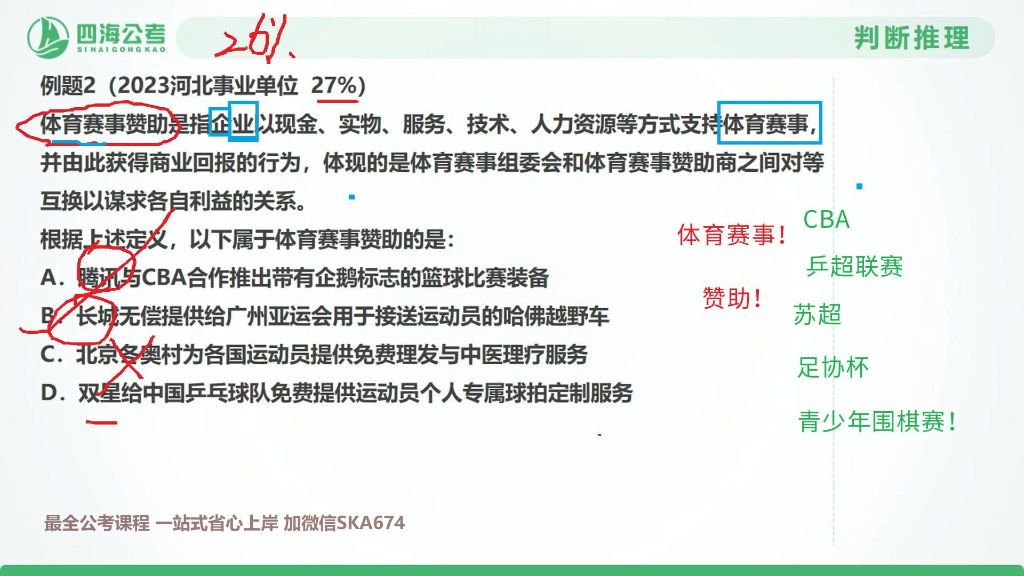 四海公考
SIHAIGONGKAO
26%.
判断推理
例题2（2023河北事业单位 27%）
体育赛事赞助是指企业以现金、实物、服务、技术、人力资源等方式支持体育赛事，
并由此获得商业回报的行为，体现的是体育赛事组委会和体育赛事赞助商之间对等
互换以谋求各自利益的关系。
根据上述定义，以下属于体育赛事赞助的是：
A．腾讯与CBA合作推出带有企鹅标志的篮球比赛装备
B．长城无偿提供给广州亚运会用于接送运动员的哈佛越野车
C．北京冬奥村为各国运动员提供免费理发与中医理疗服务
D．双星给中国乒乓球队免费提供运动员个人专属球拍定制服务
体育赛事！
赞助！
CBA
乒超联赛
苏超
足协杯
青少年围棋赛！
最全公考课程 一站式省心上岸 加微信SKA674